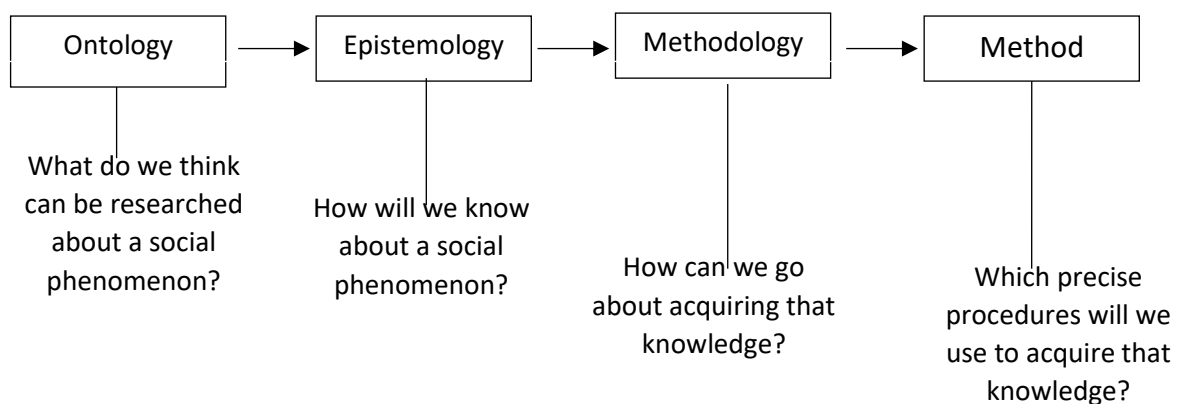 Ontology
Epistemology
Methodology
Method
What do we think
can be researched
about a social
phenomenon?
How will we know
about a social
phenomenon?
How can we go
about acquiring that
knowledge?
Which precise
procedures will we
use to acquire that
knowledge?